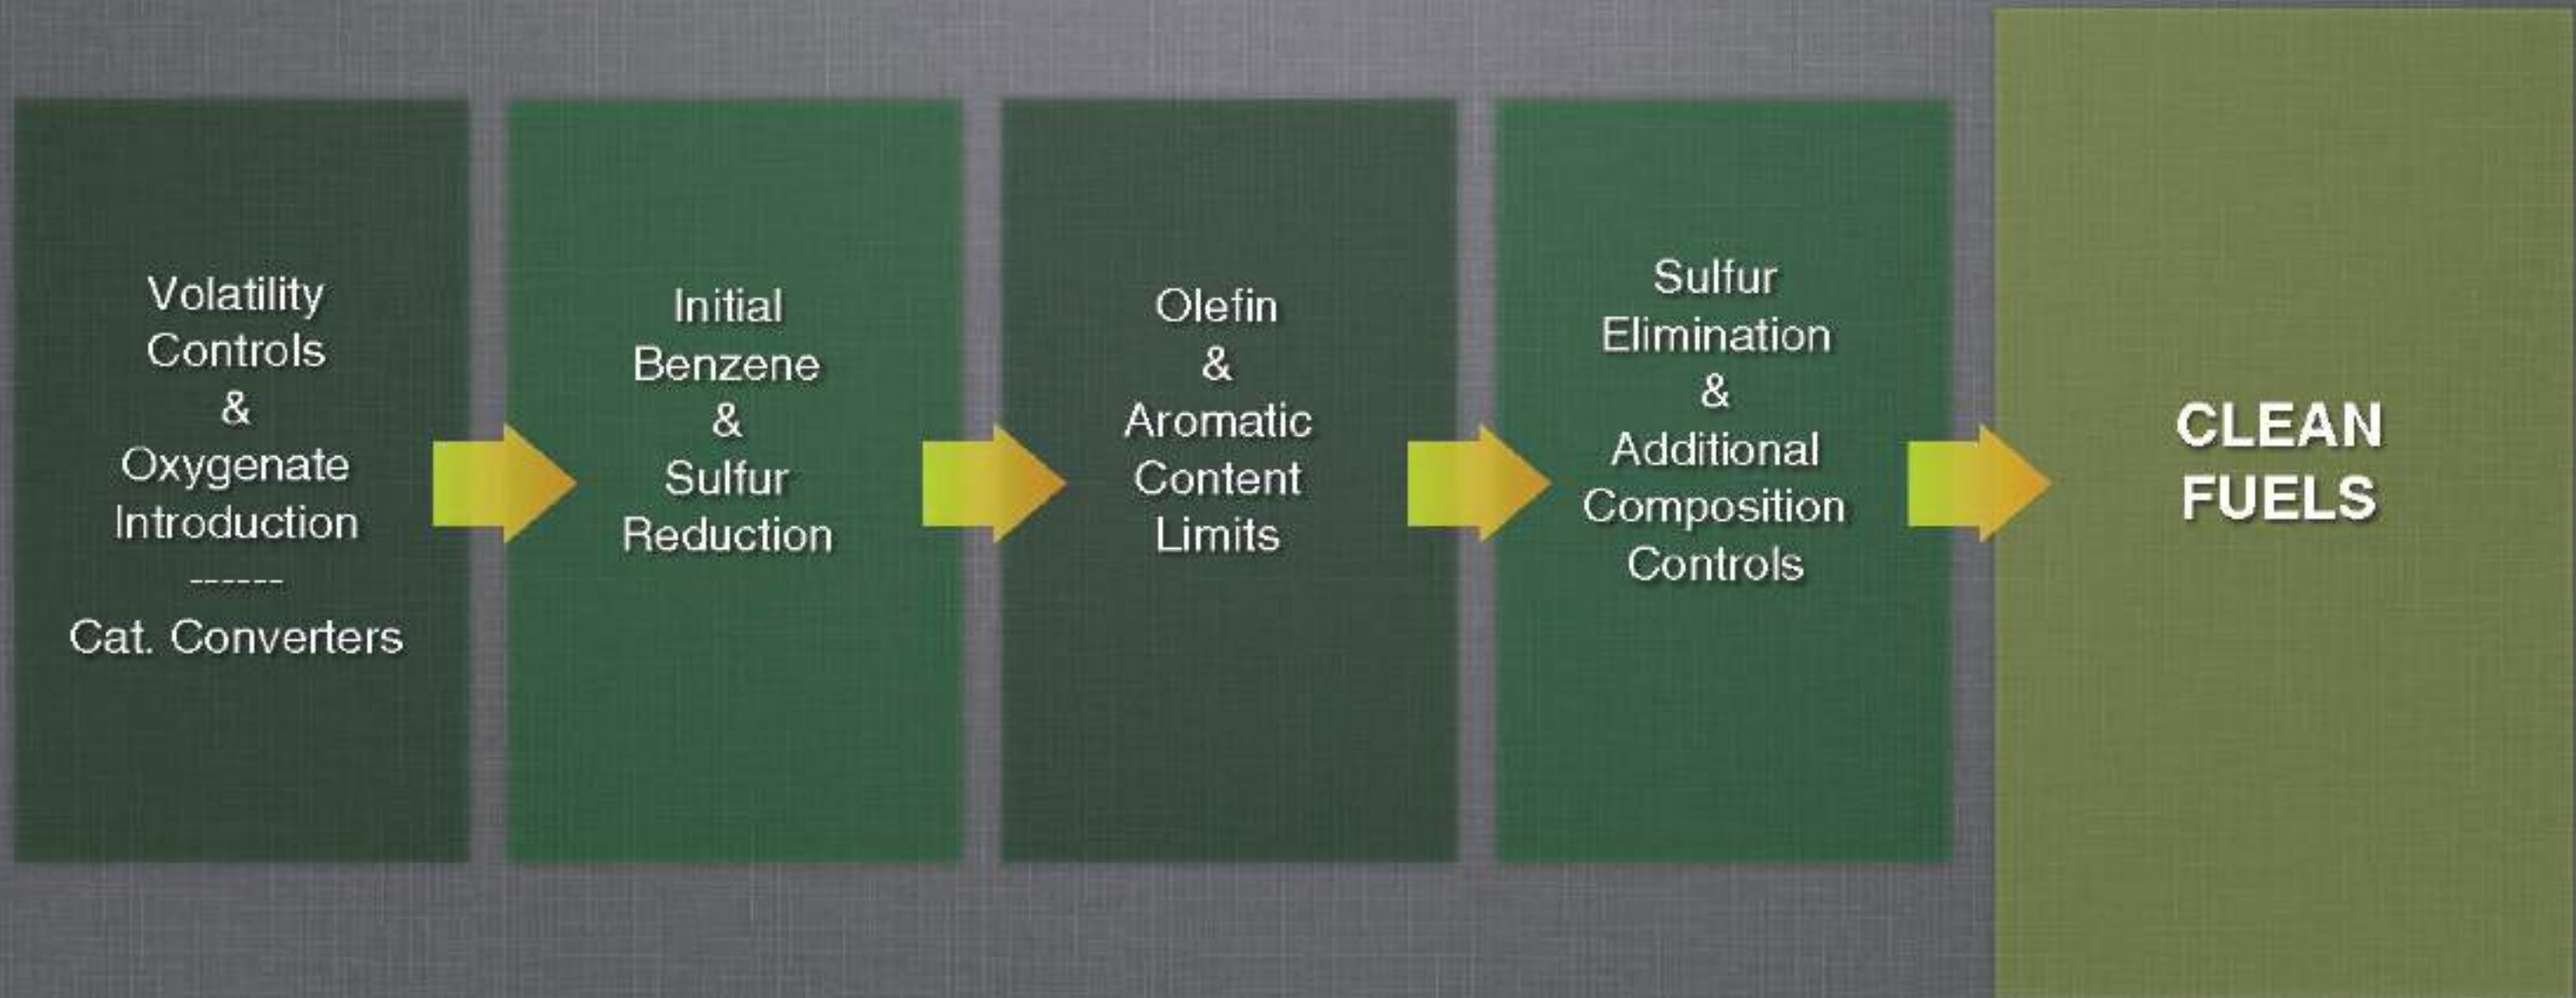 Volatility
Controls
&
Oxygenate
Introduction
------
Cat. Converters
Initial
Benzene
&
Sulfur
Reduction
Olefin
&
Aromatic
Content
Limits
Sulfur
Elimination
&
Additional
Composition
Controls
CLEAN
FUELS